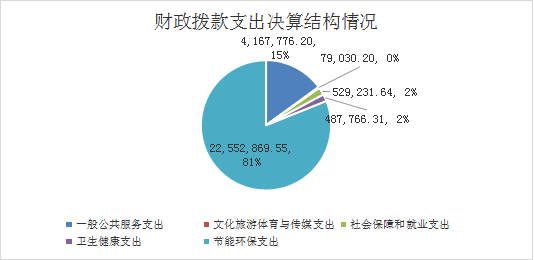 财政拨款支出决算结构情况
4,167,776.20,
15%
79,030.20, 0%
529,231.64, 2%
487,766.31, 2%
22,552,869.55,
81%
一般公共服务支出 文化旅游体育与传媒支出 社会保障和就业支出
卫生健康支出 节能环保支出